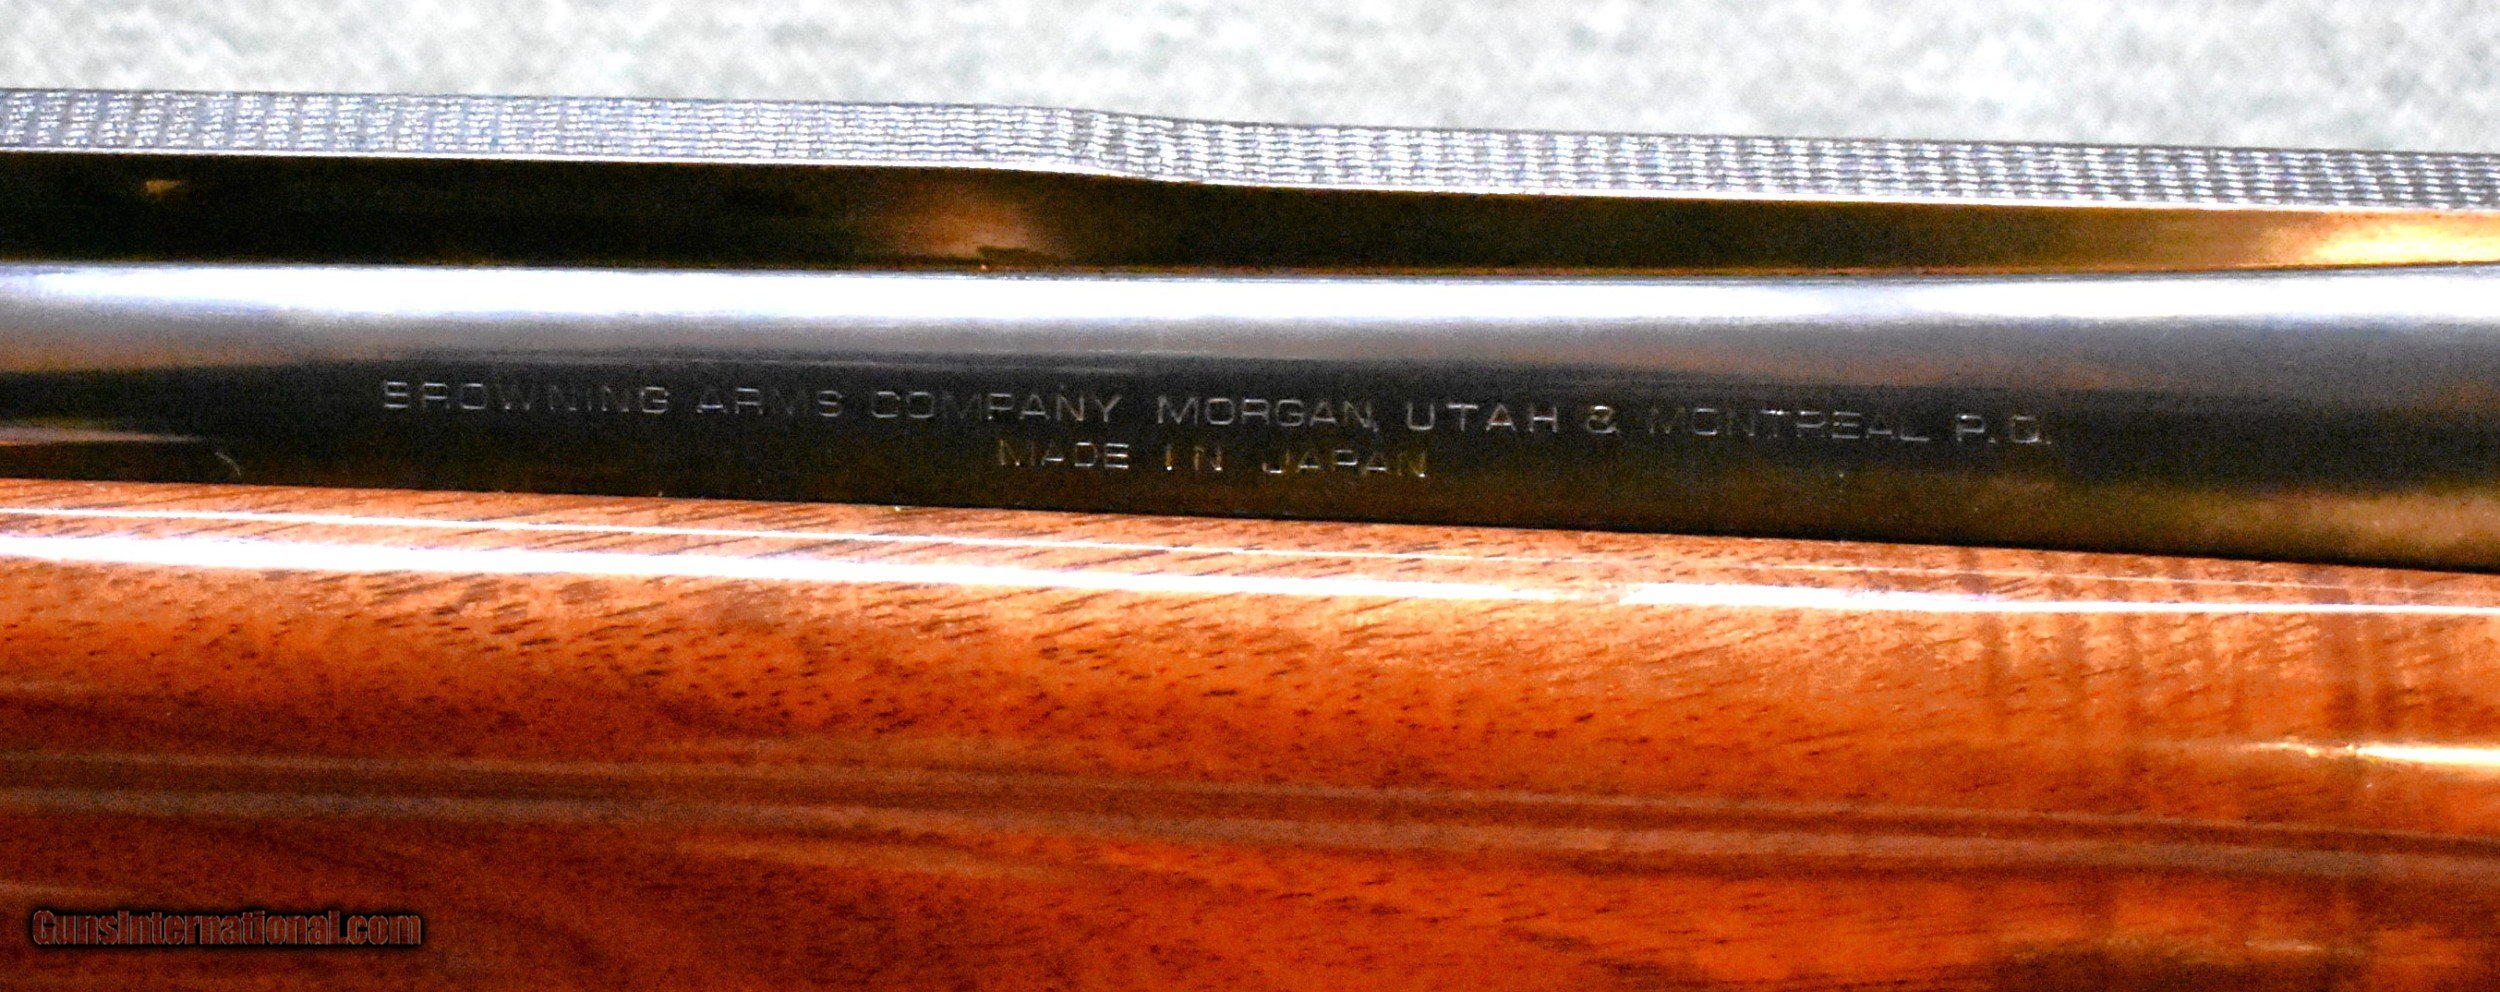 BROWNING ARMS COMPANY MORGAN, UTAH & MONTREAL P.Q.
MADE IN JAPAN
GunsInternational.com